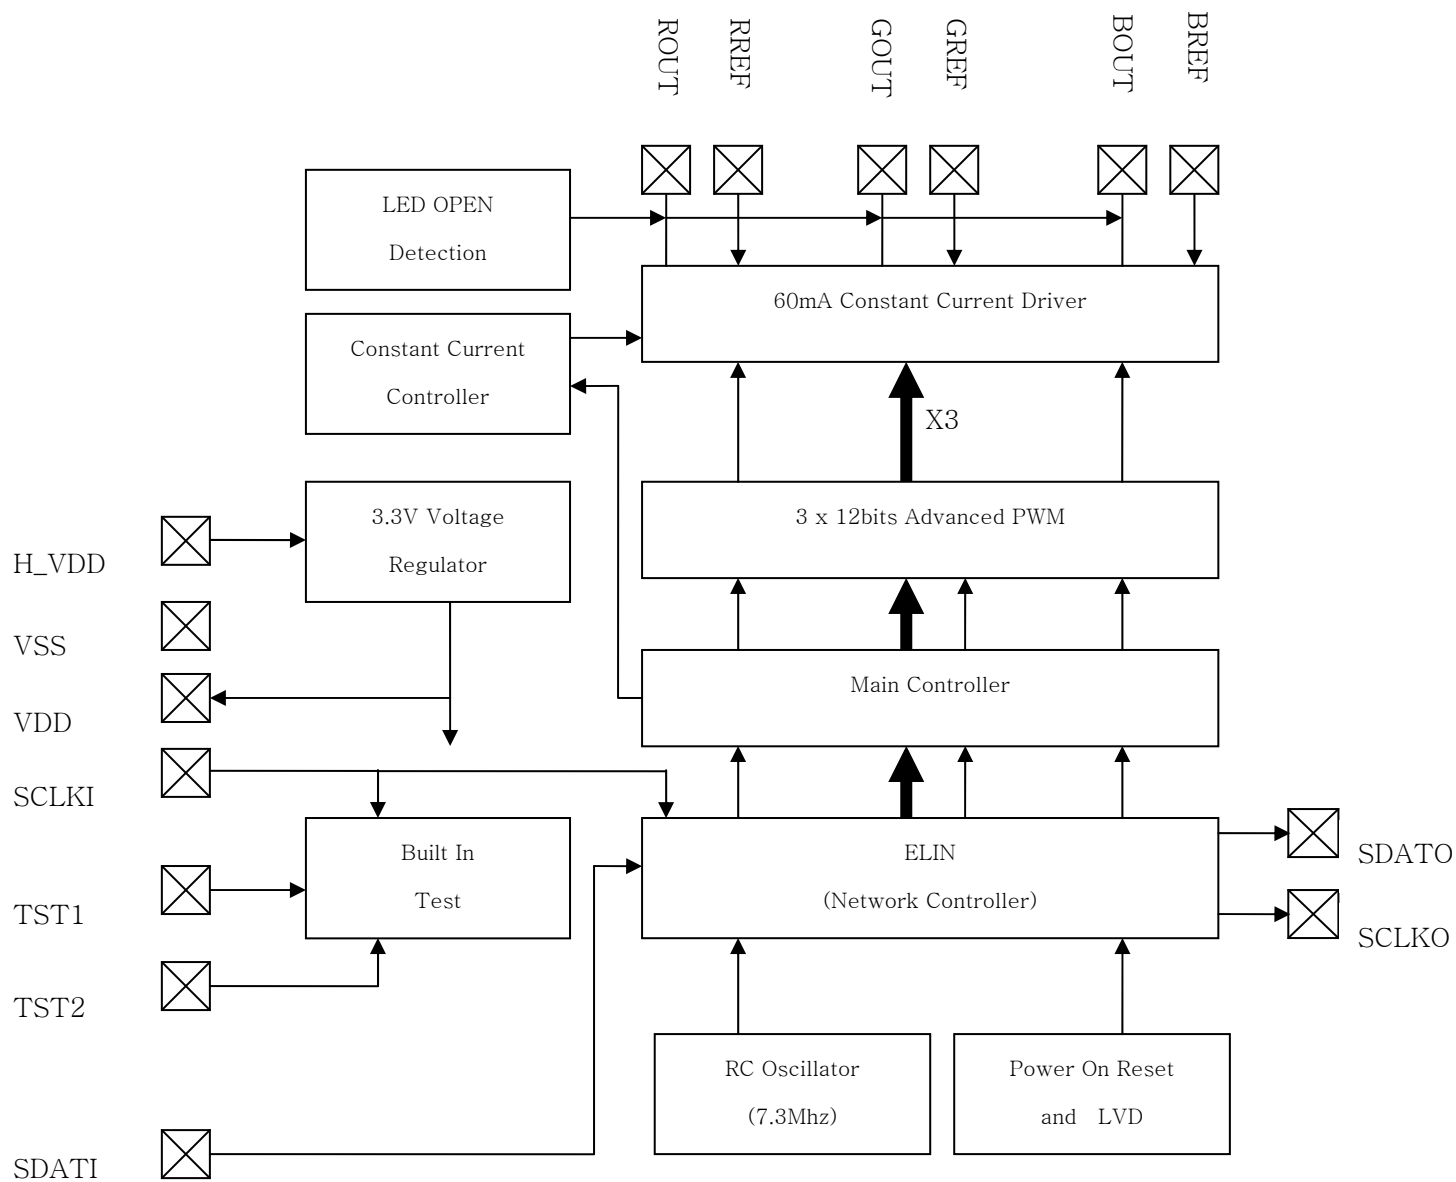 ROUT
RREF
GOUT
GREF
BOUT
BREF
LED OPEN
Detection
60mA Constant Current Driver
Constant Current
Controller
X3
3.3V Voltage
Regulator
3 x 12bits Advanced PWM
H_VDD
VSS
Main Controller
VDD
SCLKI
Built In
Test
ELIN
(Network Controller)
SDATO
TST1
SCLKO
TST2
RC Oscillator
(7.3Mhz)
Power On Reset
and LVD
SDATI